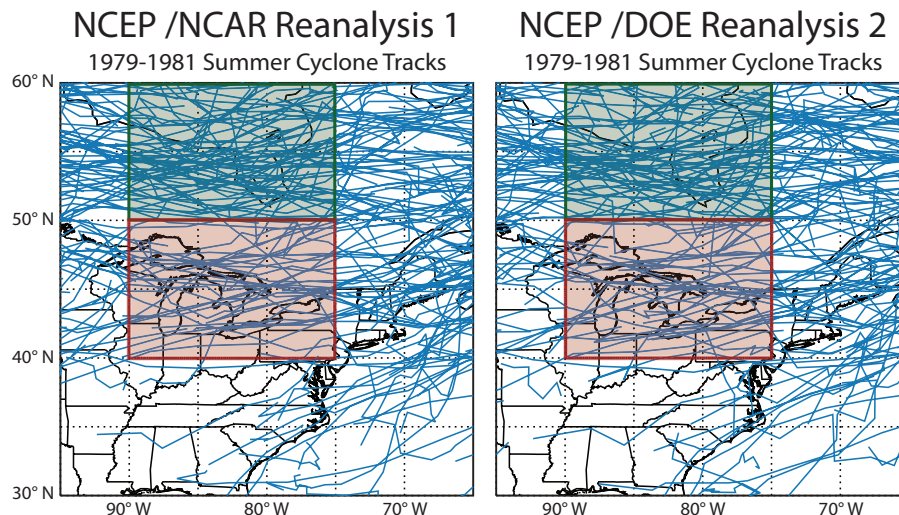 NCEP /NCAR Reanalysis 1
1979-1981 Summer Cyclone Tracks
NCEP /DOE Reanalysis 2
1979-1981 Summer Cyclone Tracks
60° N
50° N
40° N
30° N
90° W
80° W
70° W
90° W
80° W
70° W